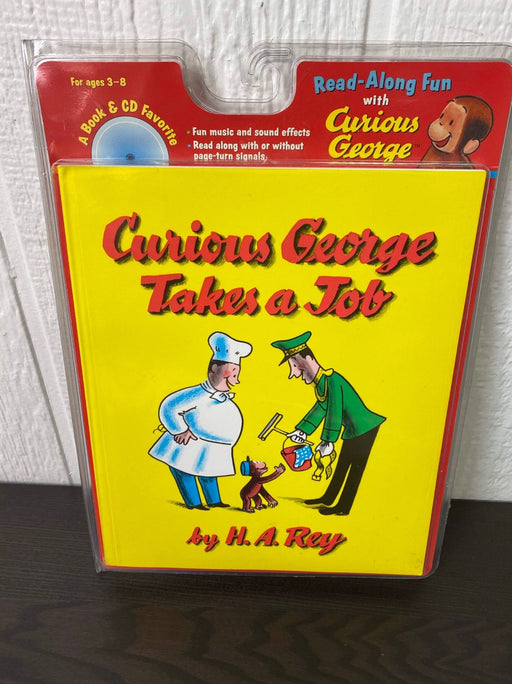 For ages 3–8
A Book & CD Favorite
• Fun music and sound effects
• Read along with or without
page-turn signals
Read-Along Fun
with
Curious
George™
Curious George
Takes a Job
by H. A. Rey